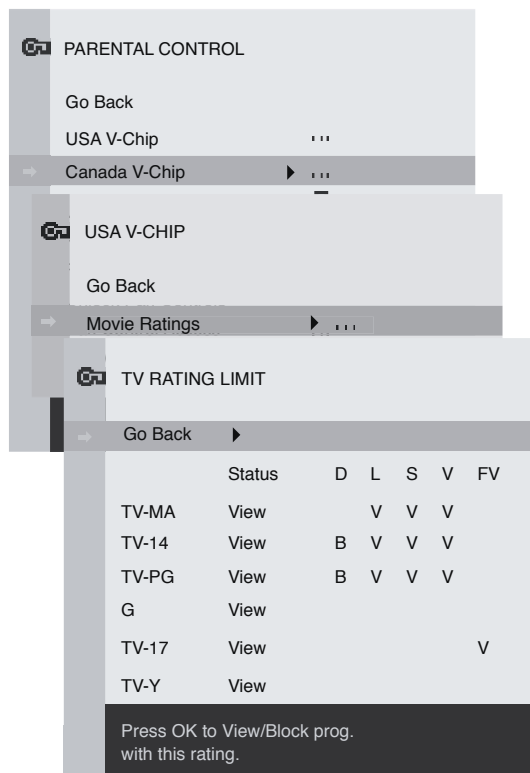 PARENTAL CONTROL
Go Back
USA V-Chip
Canada V-Chip
USA V-CHIP
Go Back
Movie Ratings
TV RATING LIMIT
Go Back
Status D L S V FV
TV-MA View V V V
TV-14 View B V V V
TV-PG View B V V V
G View
TV-17 View V
TV-Y View
Press OK to View/Block prog.
with this rating.